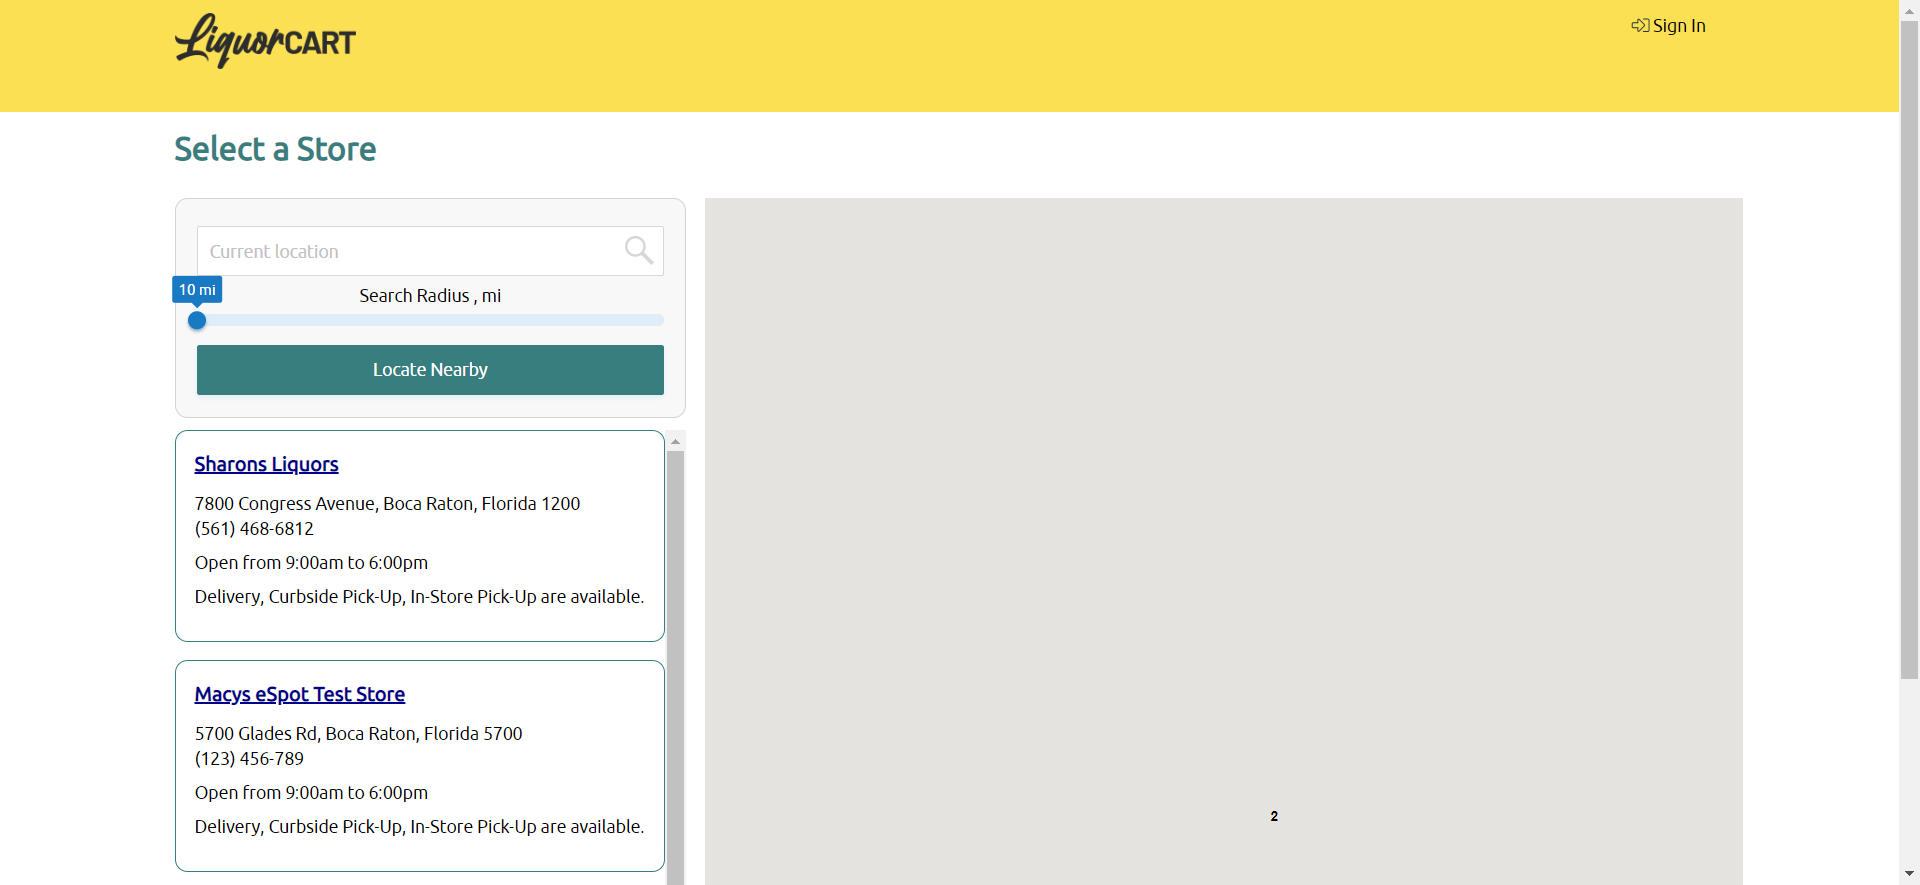 LiquorCART
Sign In
Select a Store
Current location
10 mi
Search Radius , mi
Locate Nearby
Sharons Liquors
7800 Congress Avenue, Boca Raton, Florida 1200
(561) 468-6812
Open from 9:00am to 6:00pm
Delivery, Curbside Pick-Up, In-Store Pick-Up are available.
Macys eSpot Test Store
5700 Glades Rd, Boca Raton, Florida 5700
(123) 456-789
Open from 9:00am to 6:00pm
Delivery, Curbside Pick-Up, In-Store Pick-Up are available.
2